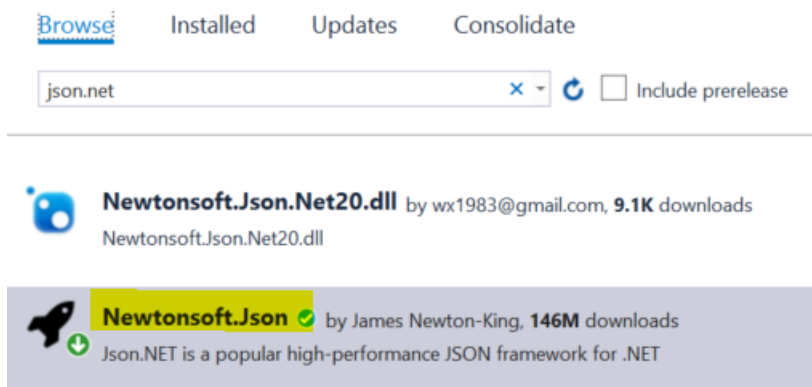 Browse Installed Updates Consolidate
json.net Include prerelease
Newtonsoft.Json.Net20.dll by wx1983@gmail.com, 9.1K downloads
Newtonsoft.Json.Net20.dll
Newtonsoft.Json by James Newton-King, 146M downloads
Json.NET is a popular high-performance JSON framework for .NET